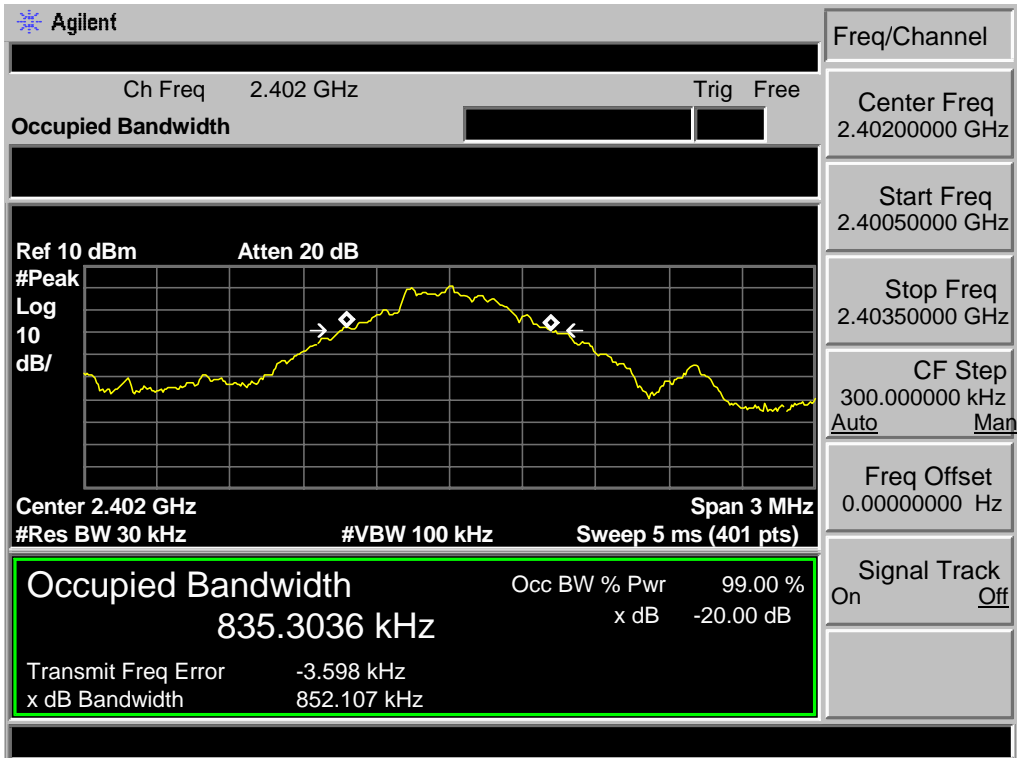 Agilent
Freq/Channel
Ch Freq 2.402 GHz Trig Free
Occupied Bandwidth
Center Freq
2.40200000 GHz
Start Freq
2.40050000 GHz
Stop Freq
2.40350000 GHz
CF Step
300.000000 kHz
Auto Man
Freq Offset
0.00000000 Hz
Signal Track
On Off
Ref 10 dBm Atten 20 dB
#Peak
Log
10
dB/
Center 2.402 GHz Span 3 MHz
#Res BW 30 kHz #VBW 100 kHz Sweep 5 ms (401 pts)
Occupied Bandwidth Occ BW % Pwr 99.00 %
835.3036 kHz x dB -20.00 dB
Transmit Freq Error -3.598 kHz
x dB Bandwidth 852.107 kHz